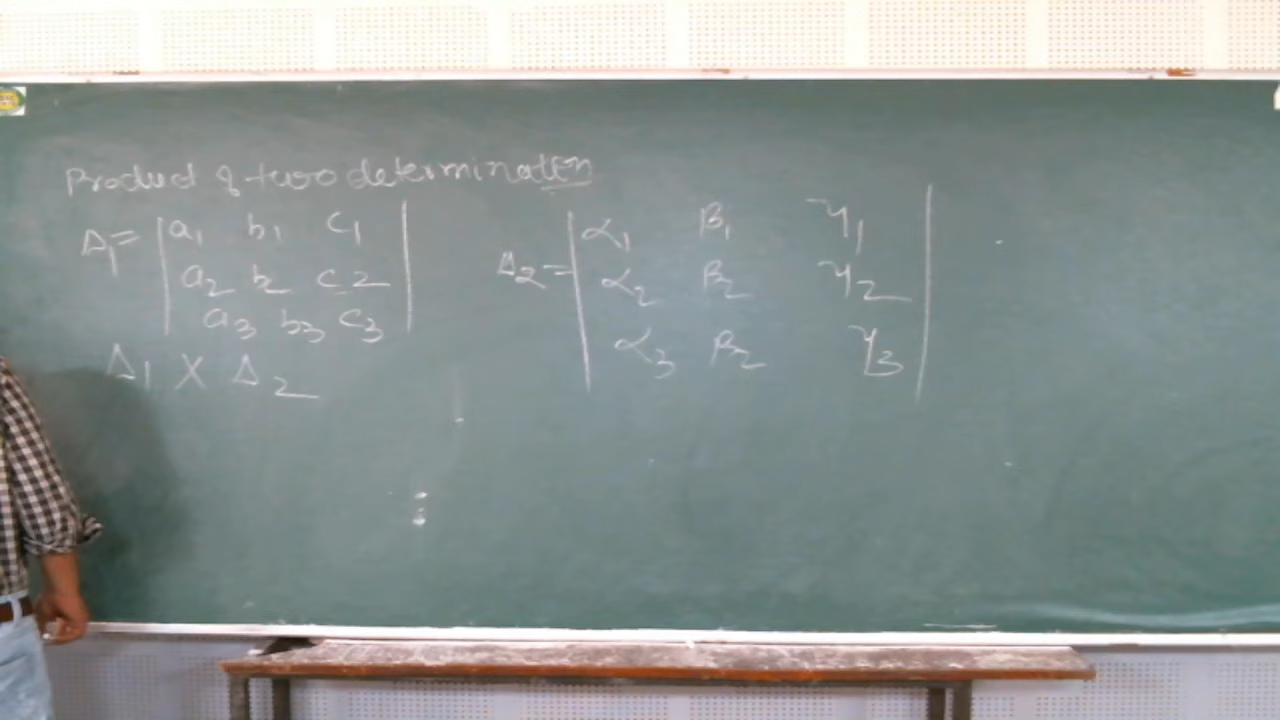 Product of two determinaten
Δ1 = | a1 b1 c1 |
a2 b2 c2
a3 b3 c3
Δ1 X Δ2
Δ2 = | α1 β1 γ1 |
α2 β2 γ2
α3 β2 γ3